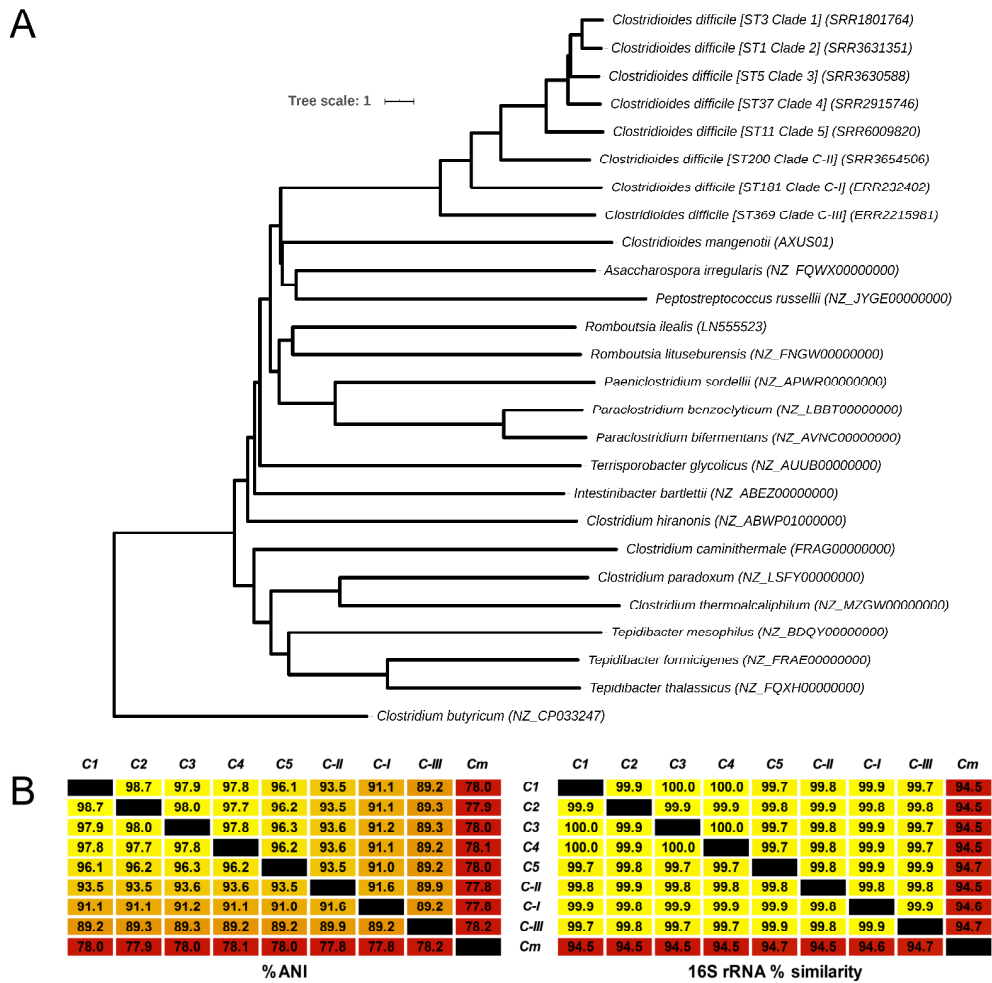 A
Clostridioides difficile [ST3 Clade 1] (SRR1801764)
Clostridioides difficile [ST1 Clade 2] (SRR3631351)
Clostridioides difficile [ST5 Clade 3] (SRR3630588)
Tree scale: 1
Clostridioides difficile [ST37 Clade 4] (SRR2915746)
Clostridioides difficile [ST11 Clade 5] (SRR6009820)
Clostridioides difficile [ST200 Clade C-II] (SRR3654506)
Clostridioides difficile [ST181 Clade C-I] (ERR232402)
Clostridioides difficile [ST369 Clade C-III] (ERR2215981)
Clostridioides mangenotii (AXUS01)
Asaccharospora irregularis (NZ_FQWX00000000)
Peptostreptococcus russellii (NZ_JYGE00000000)
Romboutsia ilealis (LN555523)
Romboutsia lituseburensis (NZ_FNGW00000000)
Paeniclostridium sordellii (NZ_APWR00000000)
Paraclostridium benzoelyticum (NZ_LBBT00000000)
Paraclostridium bifermentans (NZ_AVNC00000000)
Terrisporobacter glycolicus (NZ_AUUB00000000)
Intestinibacter bartlettii (NZ_ABEZ00000000)
Clostridium hiranonis (NZ_ABWP01000000)
Clostridium caminithermale (FRAG00000000)
Clostridium paradoxum (NZ_LSFY00000000)
Clostridium thermoalcaliphilum (NZ_MZGW00000000)
Tepidibacter mesophilus (NZ_BDQY00000000)
Tepidibacter formicigenes (NZ_FRAE00000000)
Tepidibacter thalassicus (NZ_FQXH00000000)
Clostridium butyricum (NZ_CP033247)
B
C1 C2 C3 C4 C5 C-II C-I C-III Cm
98.7 97.9 97.8 96.1 93.5 91.1 89.2 78.0
98.7 98.0 97.7 96.2 93.5 91.1 89.3 77.9
97.9 98.0 97.8 96.3 93.6 91.2 89.3 78.0
97.8 97.7 97.8 96.2 93.6 91.1 89.2 78.1
96.1 96.2 96.3 96.2 93.5 91.0 89.2 78.0
93.5 93.5 93.6 93.6 93.5 91.6 89.9 77.8
91.1 91.1 91.2 91.1 91.0 91.6 89.2 77.8
89.2 89.3 89.3 89.2 89.2 89.9 89.2 78.2
78.0 77.9 78.0 78.1 78.0 77.8 77.8 78.2
%ANI
C1 C2 C3 C4 C5 C-II C-I C-III Cm
C1 99.9 100.0 100.0 99.7 99.8 99.9 99.7 94.5
C2 99.9 99.9 99.9 99.8 99.9 99.8 99.8 94.5
C3 100.0 99.9 100.0 99.7 99.8 99.9 99.7 94.5
C4 100.0 99.9 100.0 99.7 99.8 99.9 99.7 94.5
C5 99.7 99.8 99.7 99.7 99.8 99.9 99.9 94.7
C-II 99.8 99.9 99.8 99.8 99.8 99.8 99.8 94.5
C-I 99.9 99.8 99.9 99.9 99.9 99.8 99.9 94.6
C-III 99.7 99.8 99.7 99.7 99.9 99.8 99.9 94.7
Cm 94.5 94.5 94.5 94.5 94.7 94.5 94.6 94.7
16S rRNA % similarity